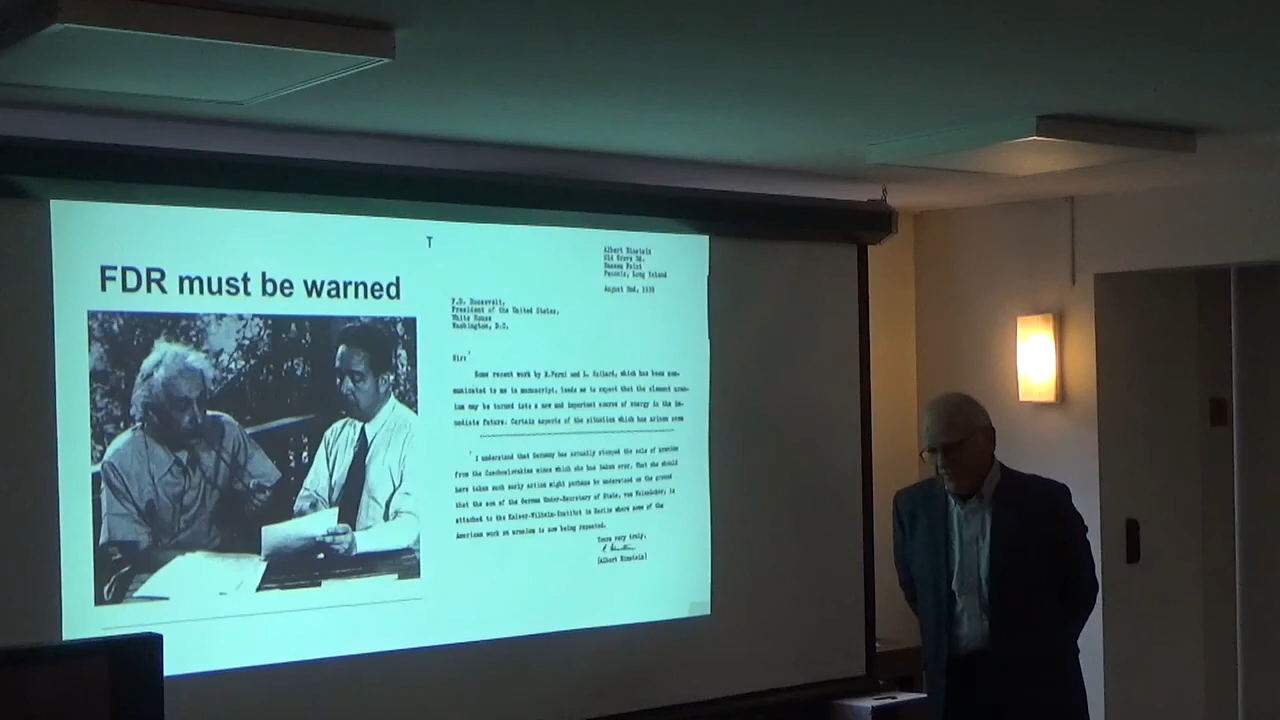 T
FDR must be warned
Albert Einstein
Old Grove Rd.
Nassau Point
Peconic, Long Island
August 2nd, 1939
F.D. Roosevelt,
President of the United States,
White House
Washington, D.C.
Sir:
Some recent work by E.Fermi and L. Szilard, which has been com-
municated to me in manuscript, leads me to expect that the element uran-
ium may be turned into a new and important source of energy in the im-
mediate future. Certain aspects of the situation which has arisen seem
I understand that Germany has actually stopped the sale of uranium
from the Czechoslovakian mines which she has taken over. That she should
have taken such early action might perhaps be understood on the ground
that the son of the German Under-Secretary of State, von Weizsäcker, is
attached to the Kaiser-Wilhelm-Institut in Berlin where some of the
American work on uranium is now being repeated.
Yours very truly,
(Albert Einstein)